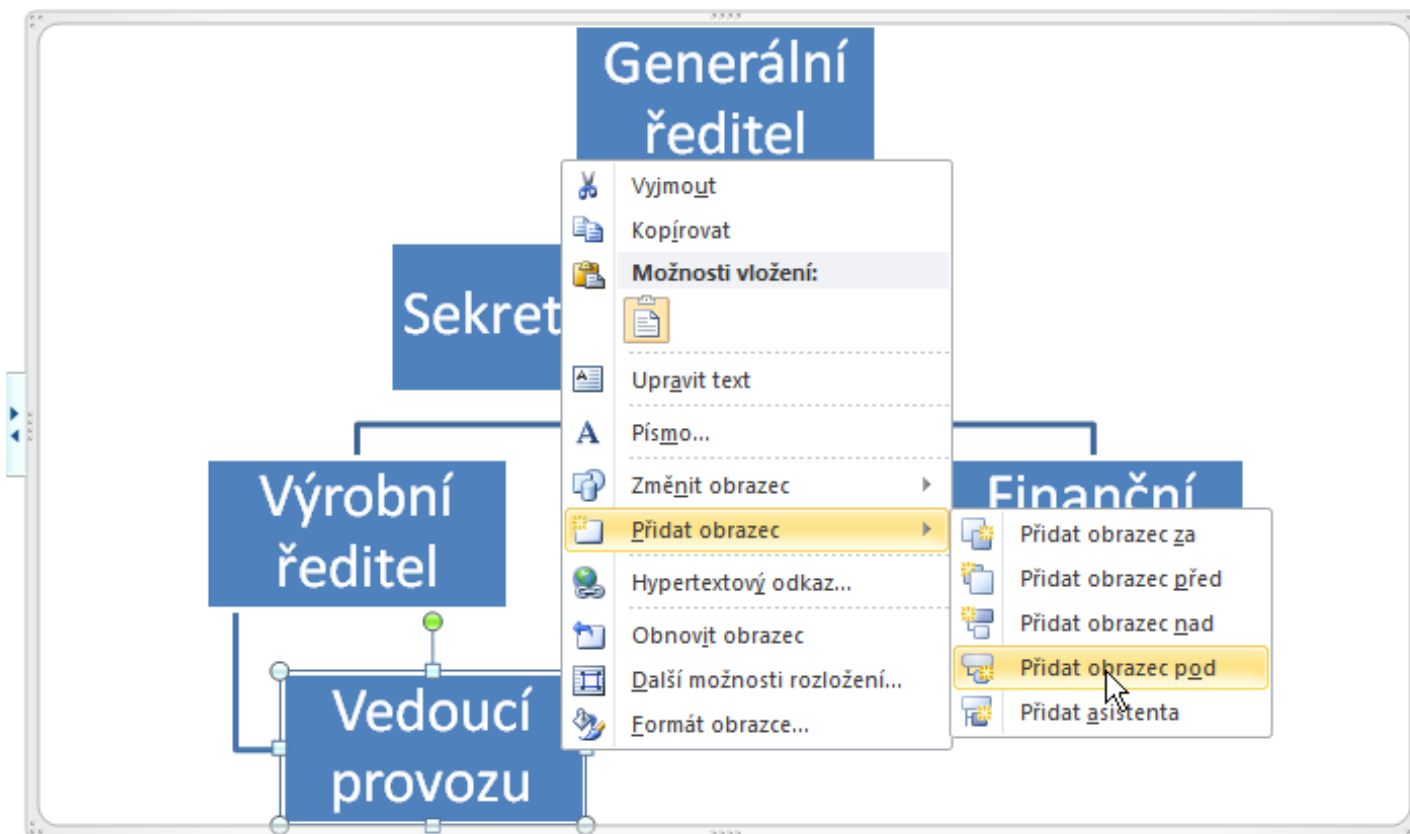 Generální
ředitel
Vyjmout
Kopírovat
Možnosti vložení:
Sekret
Upravit text
Písmo...
Změnit obrazec
Přidat obrazec
Hypertextový odkaz...
Obnovit obrazec
Další možnosti rozložení...
Formát obrazce...
Výrobní
ředitel
Finanční
Přidat obrazec za
Přidat obrazec před
Přidat obrazec nad
Přidat obrazec pod
Přidat asistenta
Vedoucí
provozu